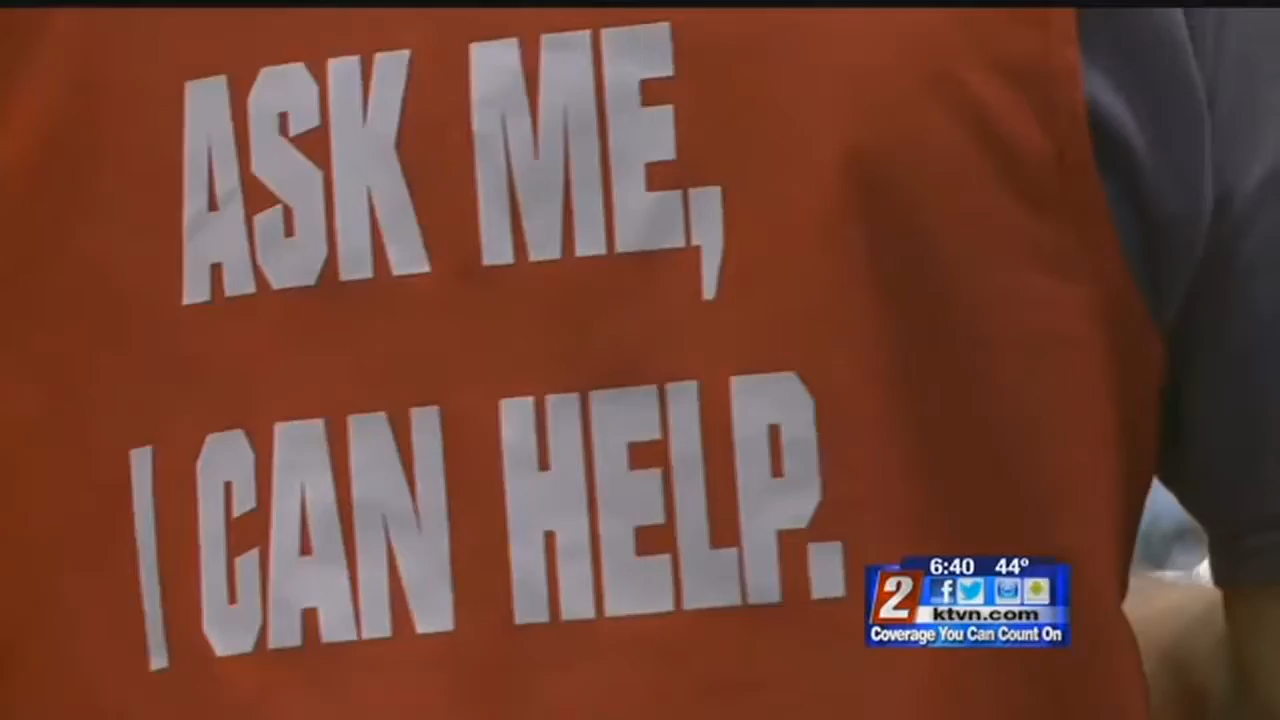 ASK ME,
I CAN HELP.
6:40 44°
2
ktvn.com
Coverage You Can Count On